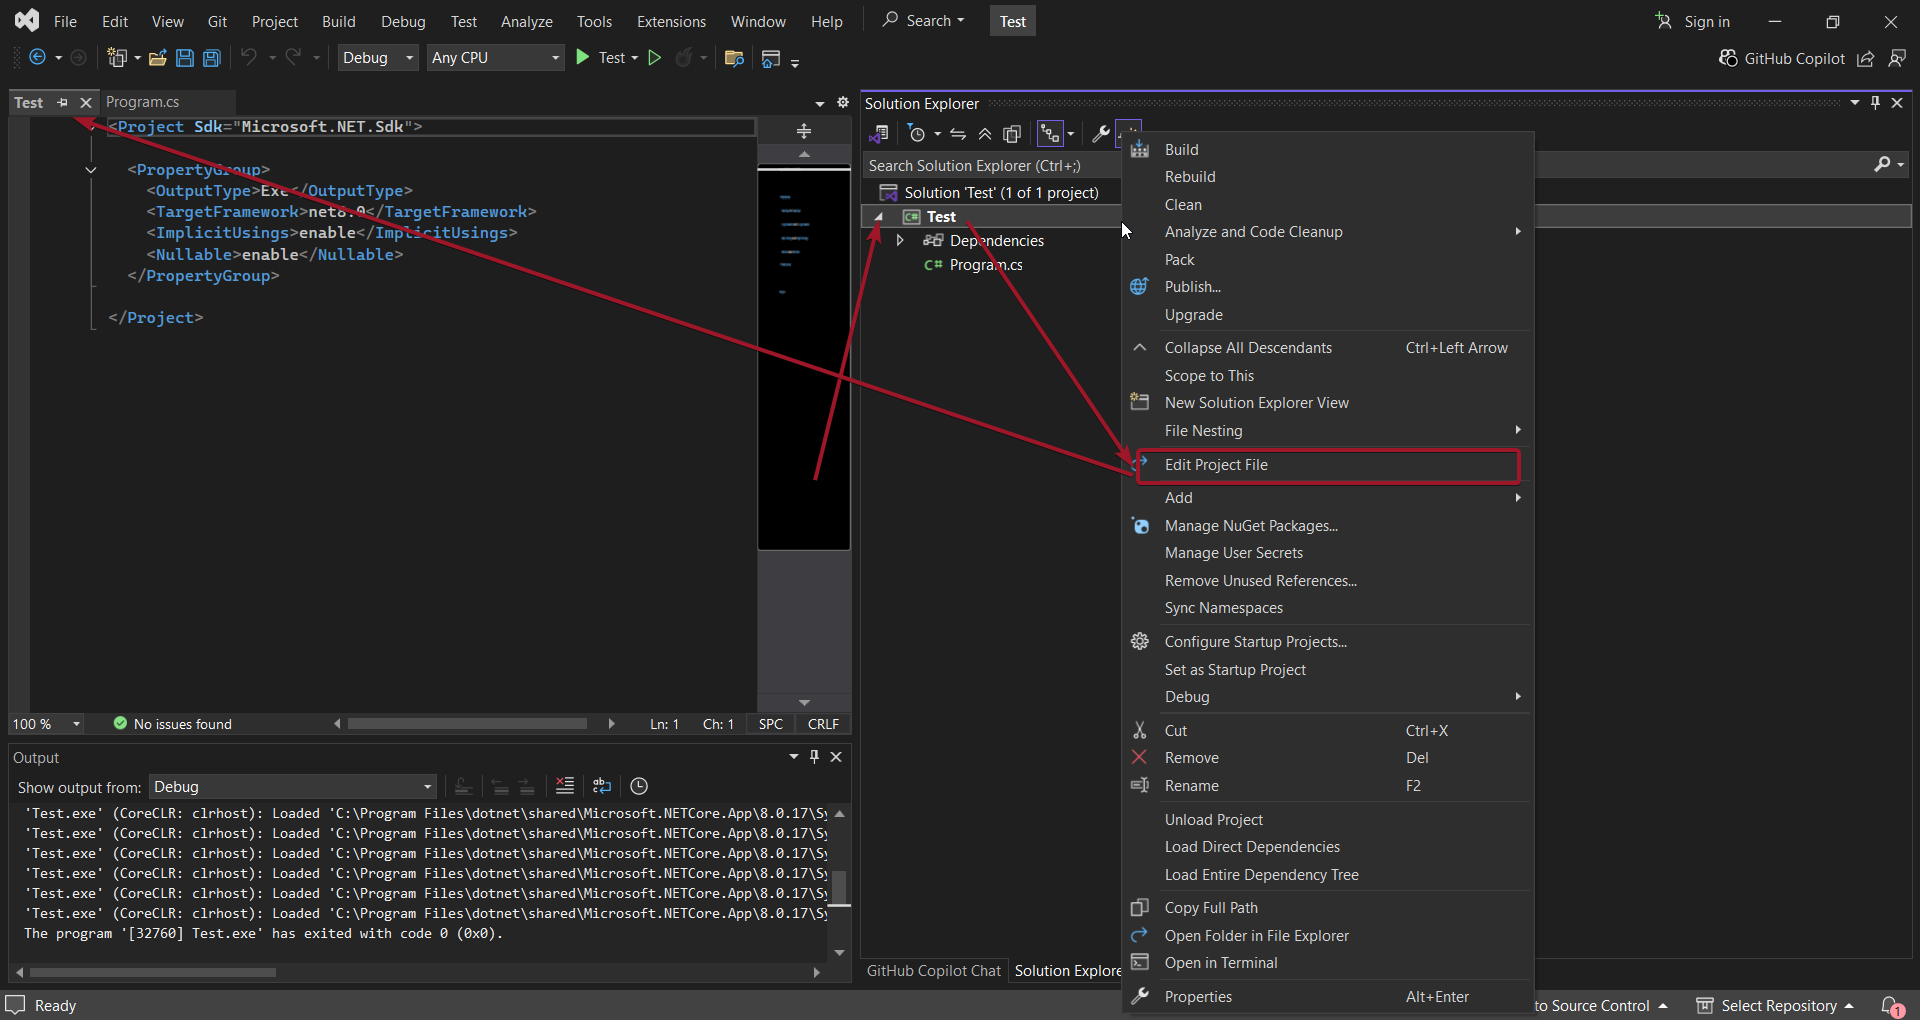 File Edit View Git Project Build Debug Test Analyze Tools Extensions Window Help Search Test Sign in
Debug Any CPU Test GitHub Copilot
Test Program.cs
<Project Sdk="Microsoft.NET.Sdk">
<PropertyGroup>
<OutputType>Exe</OutputType>
<TargetFramework>net8.0</TargetFramework>
<ImplicitUsings>enable</ImplicitUsings>
<Nullable>enable</Nullable>
</PropertyGroup>
</Project>
100 % No issues found Ln: 1 Ch: 1 SPC CRLF
Output
Show output from: Debug
'Test.exe' (CoreCLR: clrhost): Loaded 'C:\Program Files\dotnet\shared\Microsoft.NETCore.App\8.0.17\Sy
'Test.exe' (CoreCLR: clrhost): Loaded 'C:\Program Files\dotnet\shared\Microsoft.NETCore.App\8.0.17\Sy
'Test.exe' (CoreCLR: clrhost): Loaded 'C:\Program Files\dotnet\shared\Microsoft.NETCore.App\8.0.17\Sy
'Test.exe' (CoreCLR: clrhost): Loaded 'C:\Program Files\dotnet\shared\Microsoft.NETCore.App\8.0.17\Sy
'Test.exe' (CoreCLR: clrhost): Loaded 'C:\Program Files\dotnet\shared\Microsoft.NETCore.App\8.0.17\Sy
'Test.exe' (CoreCLR: clrhost): Loaded 'C:\Program Files\dotnet\shared\Microsoft.NETCore.App\8.0.17\Sy
The program '[32760] Test.exe' has exited with code 0 (0x0).
Solution Explorer
Search Solution Explorer (Ctrl+;)
Solution 'Test' (1 of 1 project)
C# Test
Dependencies
C# Program.cs
GitHub Copilot Chat Solution Explore
Build
Rebuild
Clean
Analyze and Code Cleanup
Pack
Publish...
Upgrade
Collapse All Descendants Ctrl+Left Arrow
Scope to This
New Solution Explorer View
File Nesting
Edit Project File
Add
Manage NuGet Packages...
Manage User Secrets
Remove Unused References...
Sync Namespaces
Configure Startup Projects...
Set as Startup Project
Debug
Cut Ctrl+X
Remove Del
Rename F2
Unload Project
Load Direct Dependencies
Load Entire Dependency Tree
Copy Full Path
Open Folder in File Explorer
Open in Terminal
Properties Alt+Enter
Ready to Source Control Select Repository 1